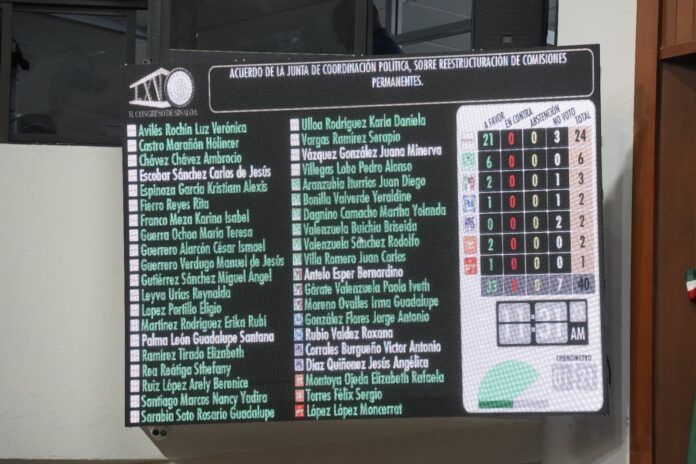 ACUERDO DE LA JUNTA DE COORDINACIÓN POLÍTICA, SOBRE REESTRUCTURACIÓN DE COMISIONES
PERMANENTES.
H. CONGRESO DE SINALOA
Avilés Rochín Luz Verónica
Castro Marañón Hólincer
Chávez Chávez Ambrocio
Escobar Sánchez Carlos de Jesús
Espinoza García Kristiam Alexis
Fierro Reyes Rita
Franco Meza Karina Isabel
Guerra Ochoa María Teresa
Guerrero Alarcón César Ismael
Guerrero Verdugo Manuel de Jesús
Gutiérrez Sánchez Miguel Ángel
Leyva Urías Reynalda
Lopez Portillo Eligio
Martínez Rodríguez Erika Rubí
Palma León Guadalupe Santana
Ramírez Tirado Elizabeth
Rea Reátiga Sthefany
Ruiz López Arely Berenice
Santiago Marcos Nancy Yadira
Sarabia Soto Rosario Guadalupe
Ulloa Rodríguez Karla Daniela
Vargas Ramírez Serapio
Vázquez González Juana Minerva
Villegas Lobo Pedro Alonso
Aranzubia Iturrios Juan Diego
Bonilla Valverde Yeraldine
Dagnino Camacho Martha Yolanda
Valenzuela Buichia Briseida
Valenzuela Sánchez Rodolfo
Villa Romero Juan Carlos
Antelo Esper Bernardino
Gárate Valenzuela Paola Iveth
Moreno Ovalles Irma Guadalupe
González Flores Jorge Antonio
Rubio Valdez Roxana
Corrales Burgueño Víctor Antonio
Díaz Quiñonez Jesús Angélica
Montoya Ojeda Elizabeth Rafaela
Torres Félix Sergio
López López Moncerrat
A FAVOR EN CONTRA ABSTENCIÓN NO VOTO TOTAL
21 0 0 3 24
6 0 0 0 6
2 0 0 1 3
1 0 0 1 2
0 0 0 2 2
2 0 0 0 2
1 0 0 0 1
33 0 0 7 40
AM
CRONÓMETRO